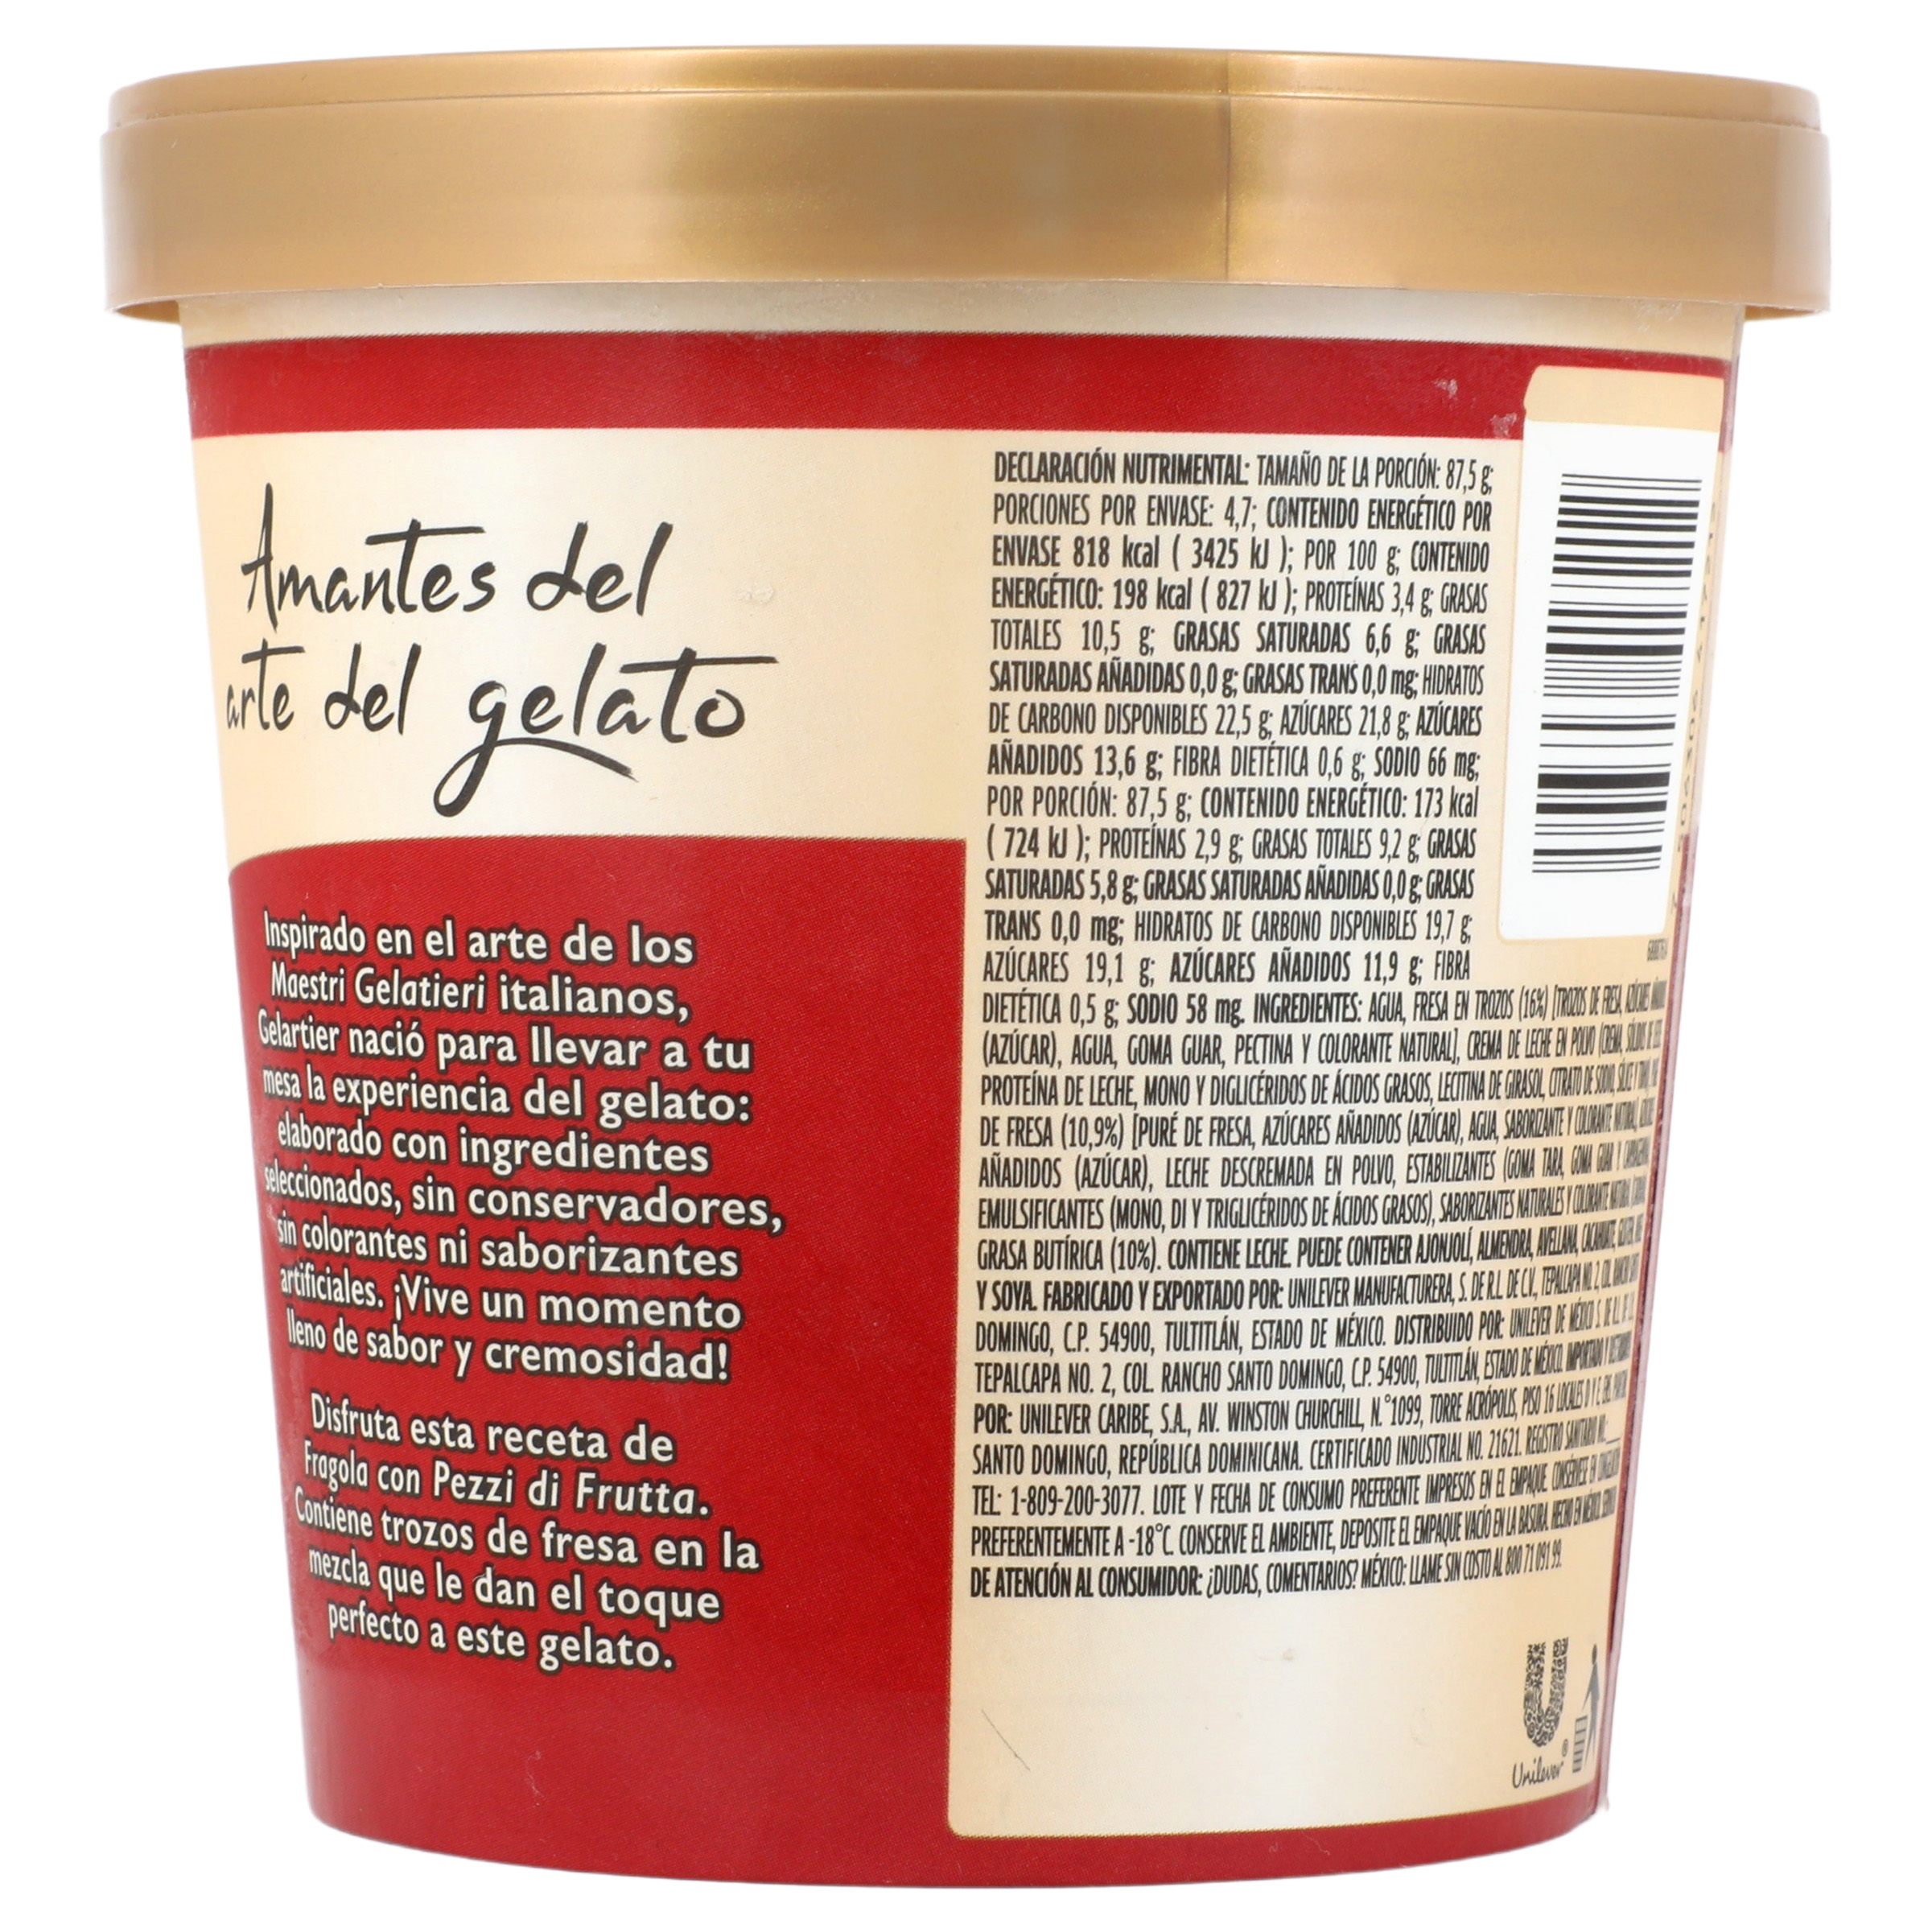 Amantes del
arte del gelato
Inspirado en el arte de los
Maestri Gelatieri italianos,
Gelartier nació para llevar a tu
mesa la experiencia del gelato:
elaborado con ingredientes
seleccionados, sin conservadores,
sin colorantes ni saborizantes
artificiales. ¡Vive un momento
lleno de sabor y cremosidad!
Disfruta esta receta de
Fragola con Pezzi di Frutta.
Contiene trozos de fresa en la
mezcla que le dan el toque
perfecto a este gelato.
DECLARACIÓN NUTRIMENTAL: TAMAÑO DE LA PORCIÓN: 87,5 g;
PORCIONES POR ENVASE: 4,7; CONTENIDO ENERGÉTICO POR
ENVASE 818 kcal ( 3425 kJ ); POR 100 g; CONTENIDO
ENERGÉTICO: 198 kcal ( 827 kJ ); PROTEÍNAS 3,4 g; GRASAS
TOTALES 10,5 g; GRASAS SATURADAS 6,6 g; GRASAS
SATURADAS AÑADIDAS 0,0 g; GRASAS TRANS 0,0 mg; HIDRATOS
DE CARBONO DISPONIBLES 22,5 g; AZÚCARES 21,8 g; AZÚCARES
AÑADIDOS 13,6 g; FIBRA DIETÉTICA 0,6 g; SODIO 66 mg;
POR PORCIÓN: 87,5 g; CONTENIDO ENERGÉTICO: 173 kcal
( 724 kJ ); PROTEÍNAS 2,9 g; GRASAS TOTALES 9,2 g; GRASAS
SATURADAS 5,8 g; GRASAS SATURADAS AÑADIDAS 0,0 g; GRASAS
TRANS 0,0 mg; HIDRATOS DE CARBONO DISPONIBLES 19,7 g;
AZÚCARES 19,1 g; AZÚCARES AÑADIDOS 11,9 g; FIBRA
DIETÉTICA 0,5 g; SODIO 58 mg. INGREDIENTES: AGUA, FRESA EN TROZOS (16%) [TROZOS DE FRESA, AZÚCARES
(AZÚCAR), AGUA, GOMA GUAR, PECTINA Y COLORANTE NATURAL], CREMA DE LECHE EN POLVO (CREMA,
PROTEÍNA DE LECHE, MONO Y DIGLICÉRIDOS DE ÁCIDOS GRASOS, LECITINA DE GIRASOL, CITRATO DE SODIO,
DE FRESA (10,9%) [PURÉ DE FRESA, AZÚCARES AÑADIDOS (AZÚCAR), AGUA, SABORIZANTE Y COLORANTE NATURAL],
AÑADIDOS (AZÚCAR), LECHE DESCREMADA EN POLVO, ESTABILIZANTES (GOMA TARA, GOMA GUAR Y
EMULSIFICANTES (MONO, DI Y TRIGLICÉRIDOS DE ÁCIDOS GRASOS), SABORIZANTES NATURALES Y COLORANTE NATURAL
GRASA BUTÍRICA (10%). CONTIENE LECHE. PUEDE CONTENER AJONJOLÍ, ALMENDRA, AVELLANA, CACAHUATE,
Y SOYA. FABRICADO Y EXPORTADO POR: UNILEVER MANUFACTURERA, S. DE R.L. DE C.V., TEPALCAPA NO. 2, COL.
DOMINGO, C.P. 54900, TULTITLÁN, ESTADO DE MÉXICO. DISTRIBUIDO POR: UNILEVER DE MÉXICO S. DE R.L.
TEPALCAPA NO. 2, COL. RANCHO SANTO DOMINGO, C.P. 54900, TULTITLÁN, ESTADO DE MÉXICO. IMPORTADO Y
POR: UNILEVER CARIBE, S.A., AV. WINSTON CHURCHILL, N.°1099, TORRE ACRÓPOLIS, PISO 16 LOCALES D Y E,
SANTO DOMINGO, REPÚBLICA DOMINICANA. CERTIFICADO INDUSTRIAL NO. 21621. REGISTRO SANITARIO
TEL: 1-809-200-3077. LOTE Y FECHA DE CONSUMO PREFERENTE IMPRESOS EN EL EMPAQUE. CONSÉRVESE EN
PREFERENTEMENTE A -18°C. CONSERVE EL AMBIENTE, DEPOSITE EL EMPAQUE VACÍO EN LA BASURA. HECHO EN MÉXICO.
DE ATENCIÓN AL CONSUMIDOR: ¿DUDAS, COMENTARIOS? MÉXICO: LLAME SIN COSTO AL 800 71 091 99.
Unilever®